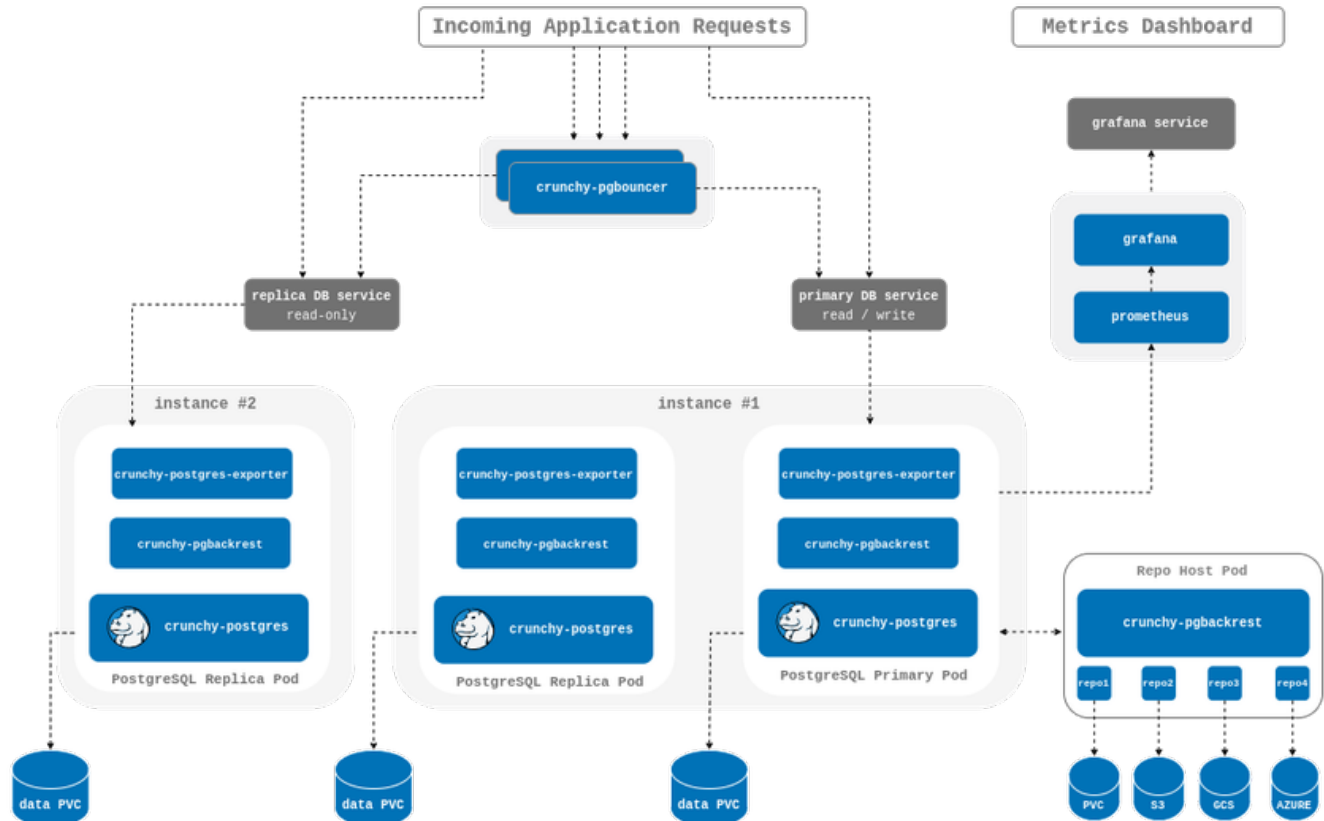 Incoming Application Requests
Metrics Dashboard
grafana service
crunchy-pgbouncer
grafana
replica DB service
read-only
primary DB service
read / write
prometheus
instance #2
instance #1
crunchy-postgres-exporter
crunchy-postgres-exporter
crunchy-postgres-exporter
crunchy-pgbackrest
crunchy-pgbackrest
crunchy-pgbackrest
Repo Host Pod
crunchy-pgbackrest
crunchy-postgres
crunchy-postgres
crunchy-postgres
PostgreSQL Replica Pod
PostgreSQL Replica Pod
PostgreSQL Primary Pod
repo1
repo2
repo3
repo4
data PVC
data PVC
data PVC
PVC
S3
GCS
AZURE